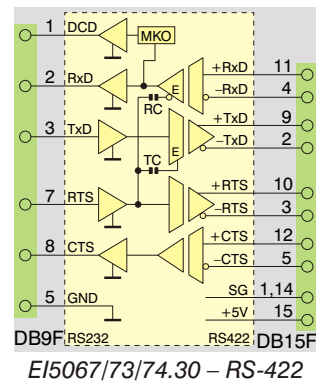 1 DCD MKO
2 RxD +RxD 11
E −RxD 4
RC
+TxD 9
3 TxD −TxD 2
E
TC
7 RTS +RTS 10
−RTS 3
8 CTS +CTS 12
−CTS 5
5 GND SG 1,14
+5V 15
DB9F RS232 RS422 DB15F
EI5067/73/74.30 – RS-422